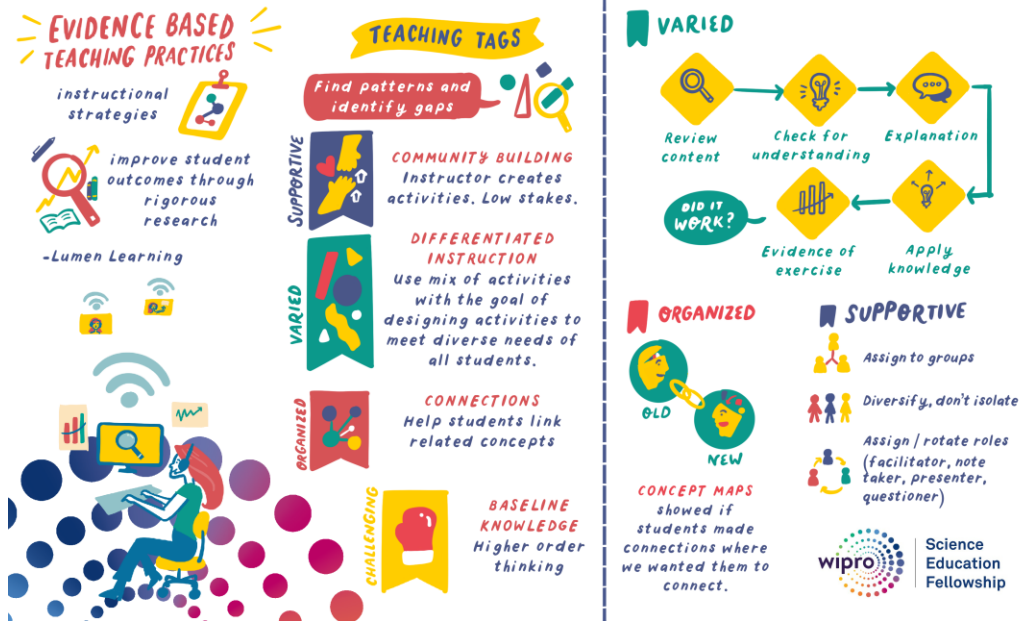 EVIDENCE BASED
TEACHING PRACTICES
instructional
strategies
improve student
outcomes through
rigorous
research
-Lumen Learning
TEACHING TAGS
Find patterns and
identify gaps
SUPPORTIVE
COMMUNITY BUILDING
Instructor creates
activities. Low stakes.
VARIED
DIFFERENTIATED
INSTRUCTION
Use mix of activities
with the goal of
designing activities to
meet diverse needs of
all students.
ORGANIZED
CONNECTIONS
Help students link
related concepts
CHALLENGING
BASELINE
KNOWLEDGE
Higher order
thinking
VARIED
Review
content
Check for
understanding
Explanation
DID IT
WORK?
Evidence of
exercise
Apply
knowledge
ORGANIZED
OLD
NEW
CONCEPT MAPS
showed if
students made
connections where
we wanted them to
connect.
SUPPORTIVE
Assign to groups
Diversify, don't isolate
Assign / rotate roles
(facilitator, note
taker, presenter,
questioner)
wipro
Science
Education
Fellowship